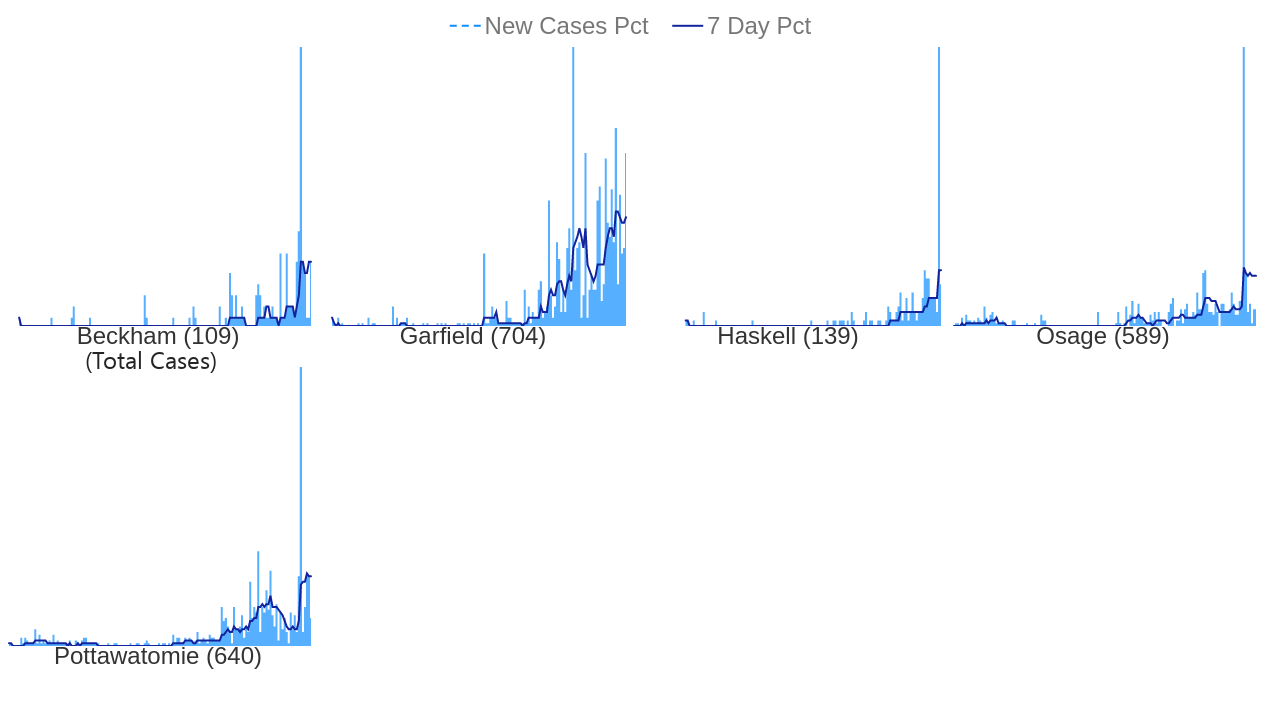 New Cases Pct 7 Day Pct
Beckham (109)
(Total Cases)
Garfield (704)
Haskell (139)
Osage (589)
Pottawatomie (640)